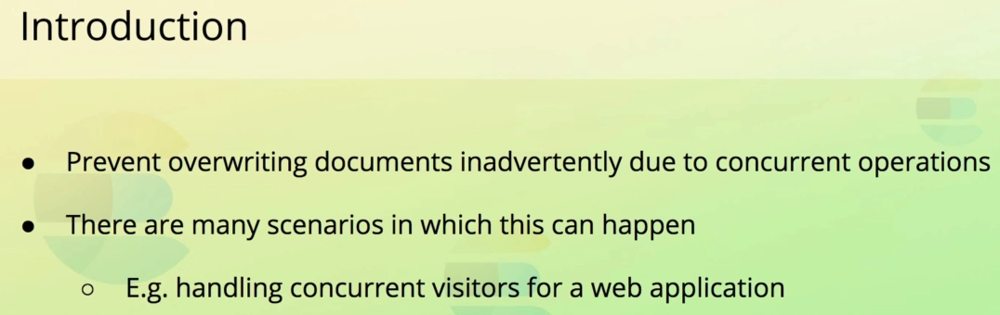 Introduction
● Prevent overwriting documents inadvertently due to concurrent operations
● There are many scenarios in which this can happen
○ E.g. handling concurrent visitors for a web application